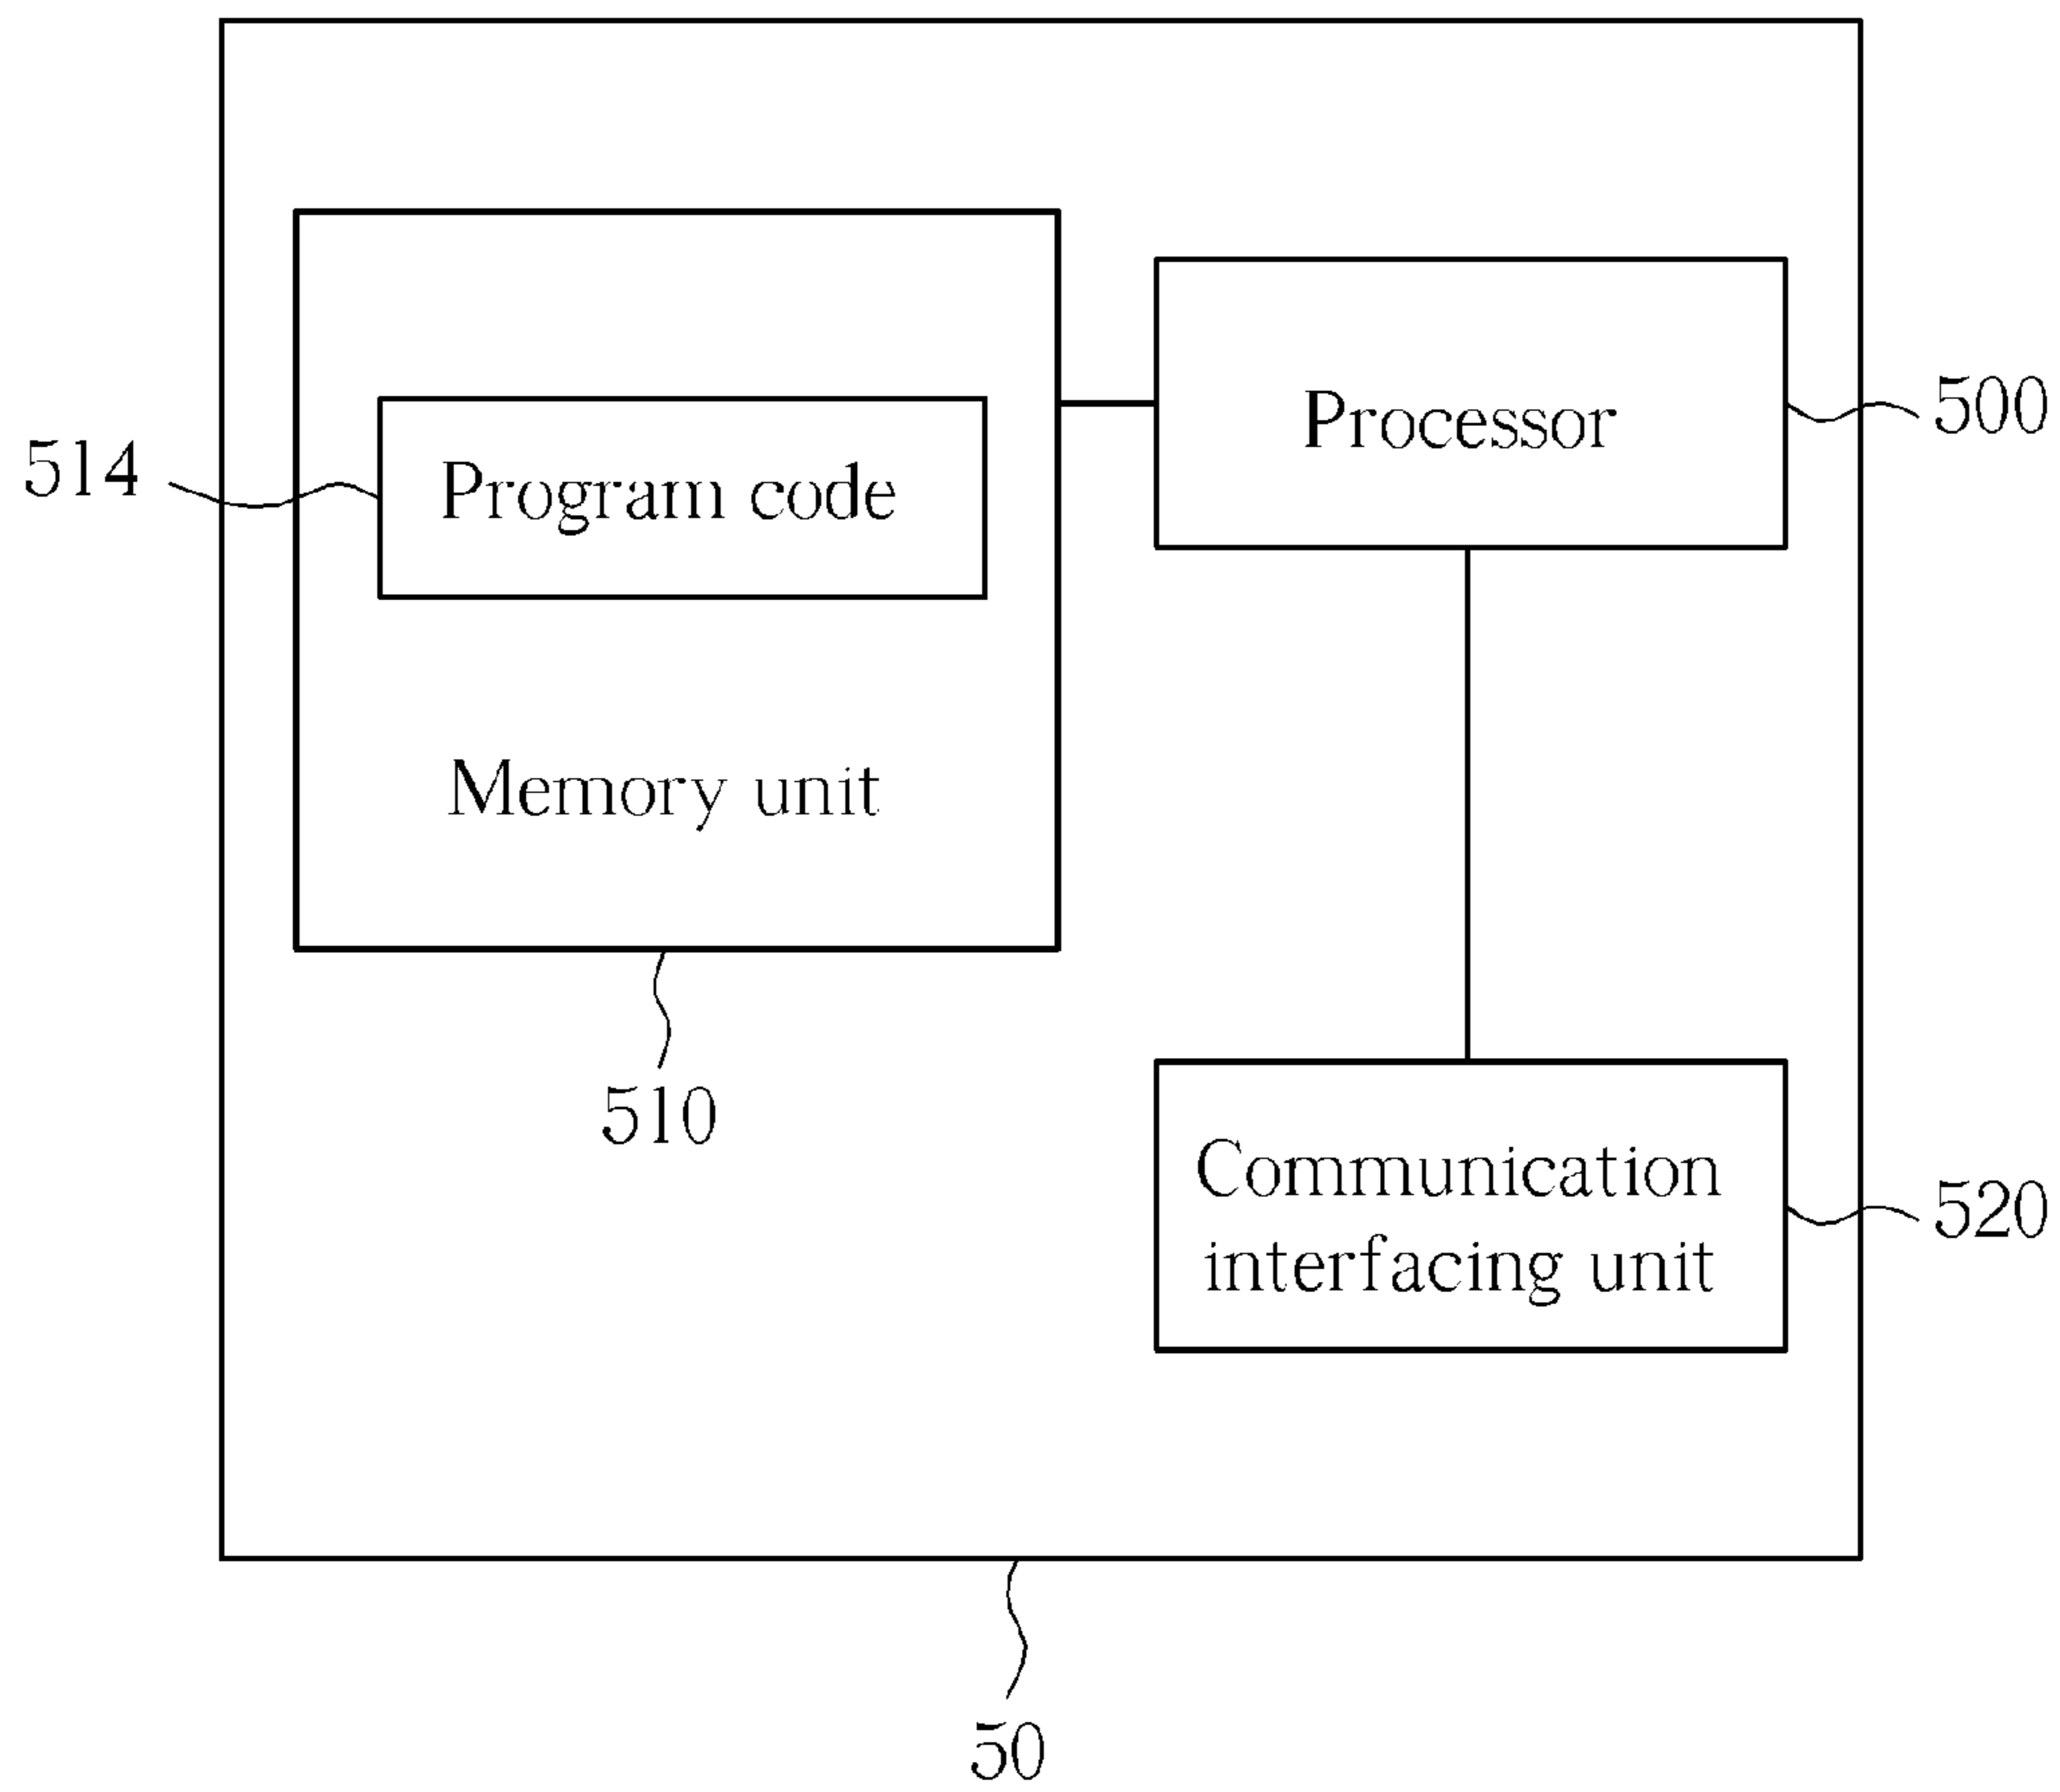 Processor
500
514
Program code
Memory unit
510
Communication
interfacing unit
520
50